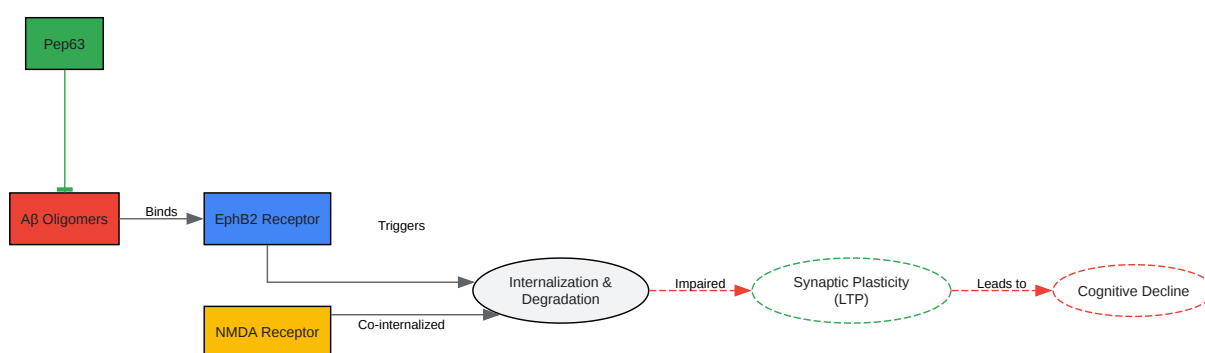 Pep63
Aβ Oligomers
Binds
EphB2 Receptor
Triggers
Internalization &
Degradation
Impaired
Synaptic Plasticity
(LTP)
Leads to
Cognitive Decline
NMDA Receptor
Co-internalized